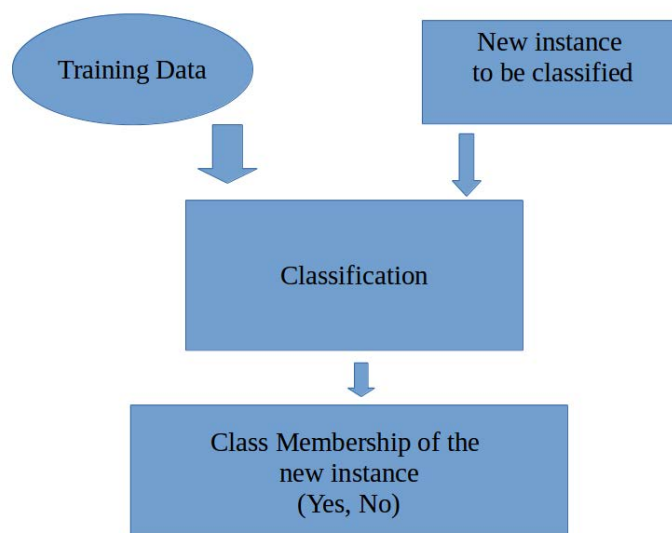 Training Data
New instance
to be classified
Classification
Class Membership of the
new instance
(Yes, No)